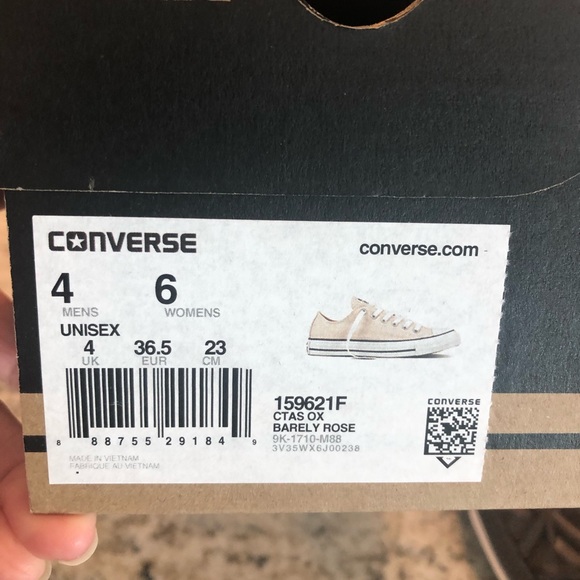 CONVERSE
converse.com
4 6
MENS WOMENS
UNISEX
4 36.5 23
UK EUR CM
8 88755 29184 9
MADE IN VIETNAM
FABRIQUE AU VIETNAM
159621F
CTAS OX
BARELY ROSE
9K-1710-M88
3V35WX6J00238
CONVERSE